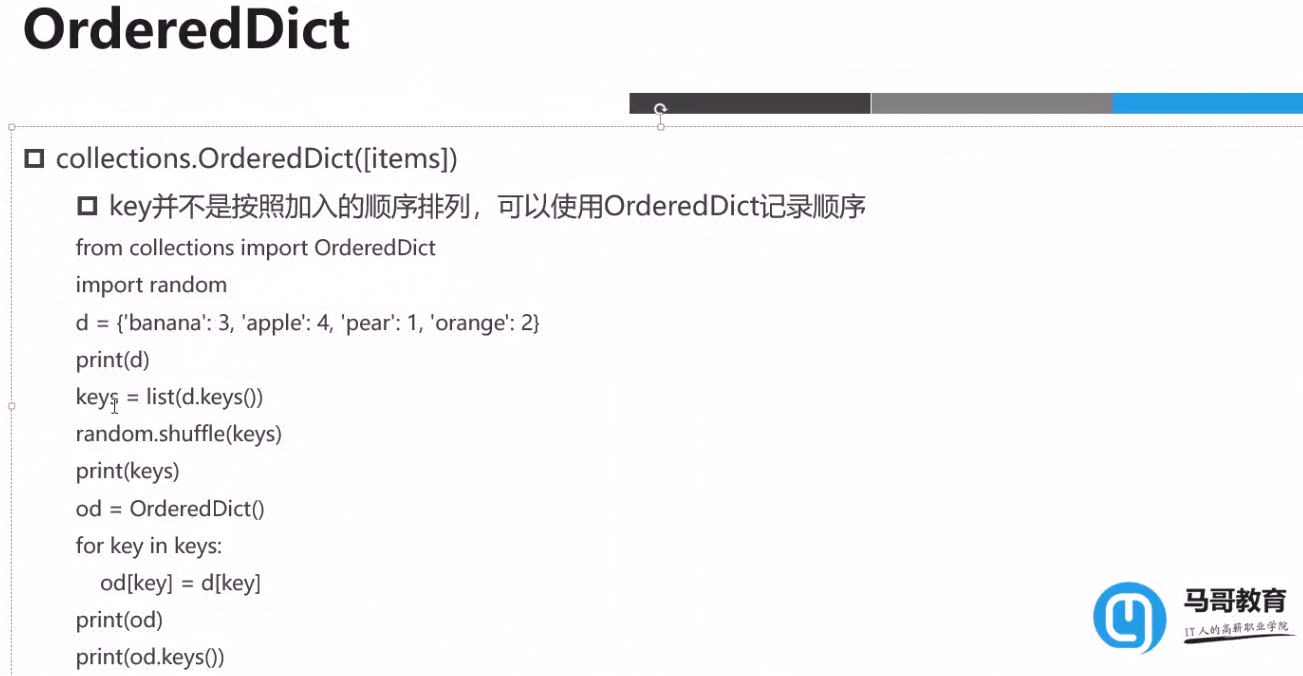 OrderedDict
collections.OrderedDict([items])
key并不是按照加入的顺序排列，可以使用OrderedDict记录顺序
from collections import OrderedDict
import random
d = {'banana': 3, 'apple': 4, 'pear': 1, 'orange': 2}
print(d)
keys = list(d.keys())
random.shuffle(keys)
print(keys)
od = OrderedDict()
for key in keys:
    od[key] = d[key]
print(od)
print(od.keys())
马哥教育
IT人的高薪职业学院